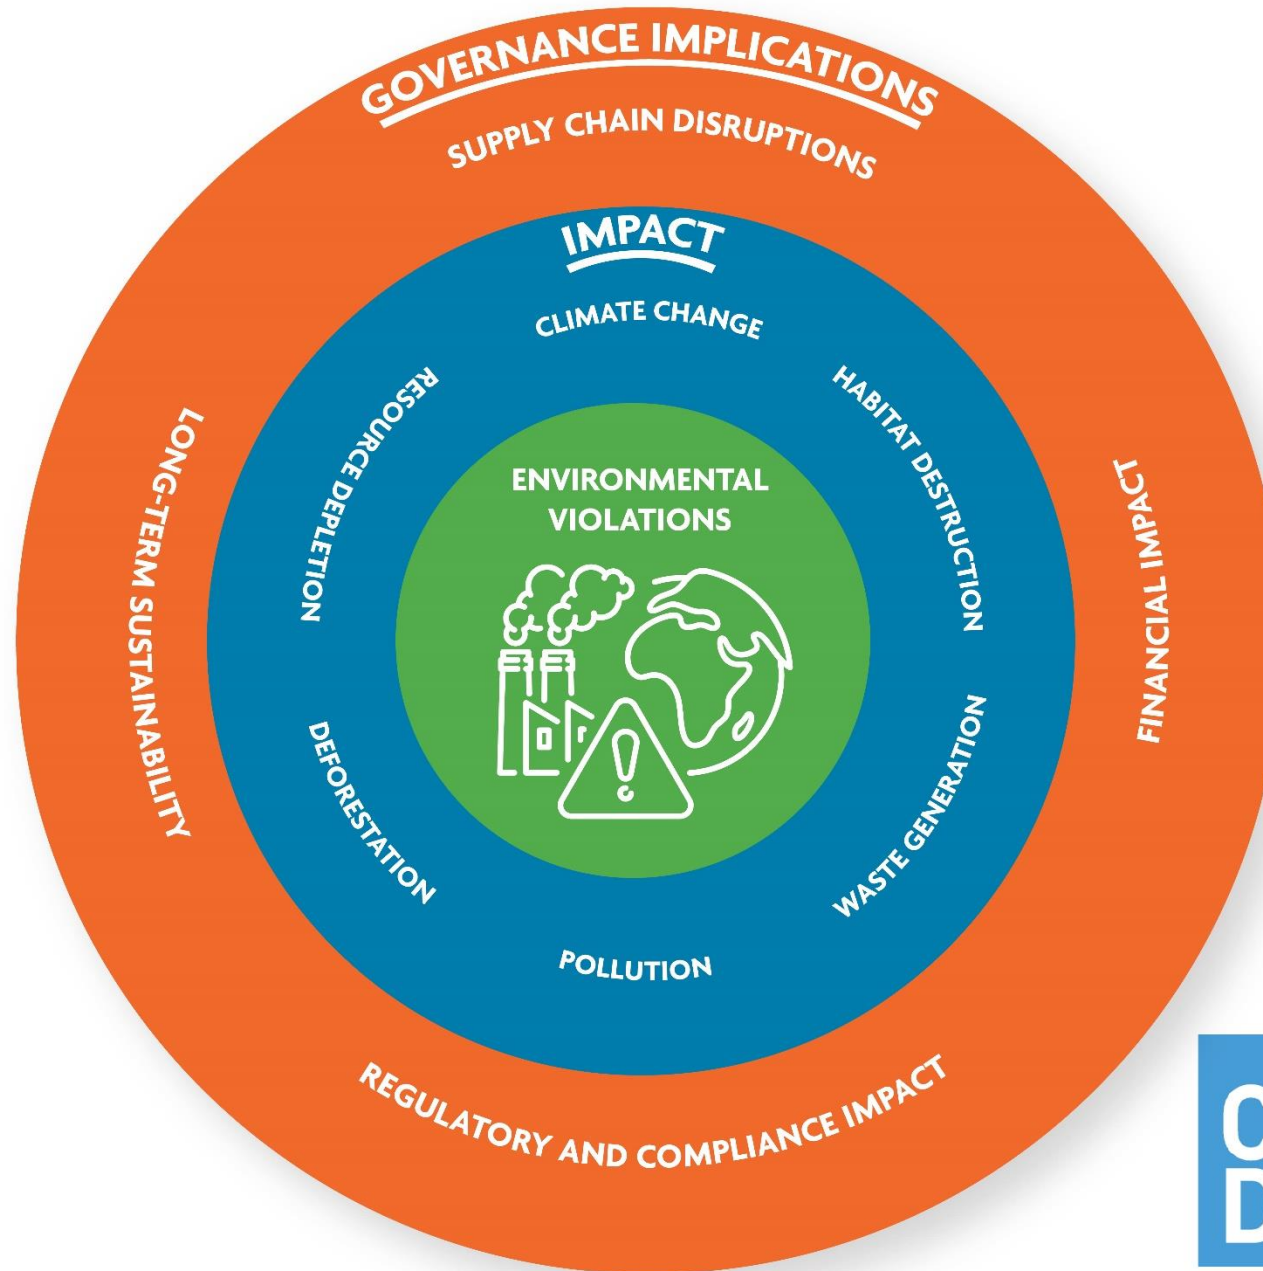 GOVERNANCE IMPLICATIONS
SUPPLY CHAIN DISRUPTIONS
IMPACT
CLIMATE CHANGE
RESOURCE DEPLETION
HABITAT DESTRUCTION
LONG-TERM SUSTAINABILITY
FINANCIAL IMPACT
ENVIRONMENTAL
VIOLATIONS
DEFORESTATION
WASTE GENERATION
POLLUTION
REGULATORY AND COMPLIANCE IMPACT